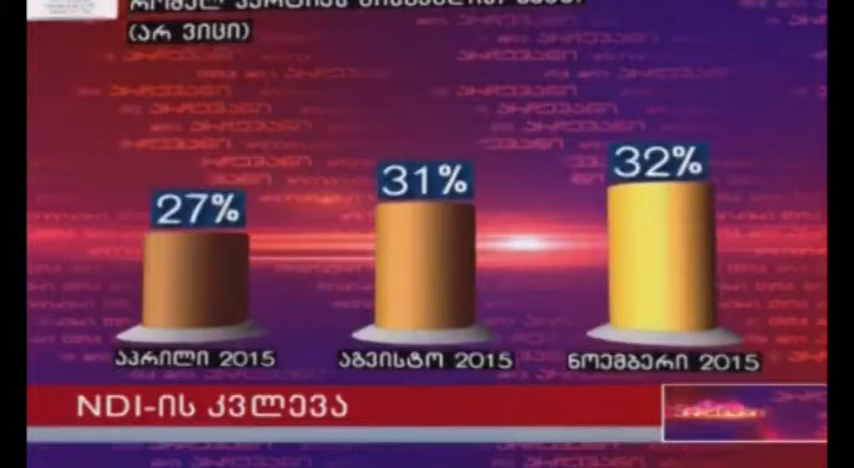 (არ ვიცი)
27%
31%
32%
აპრილი 2015
აგვისტო 2015
ნოემბერი 2015
NDI-ის კვლევა